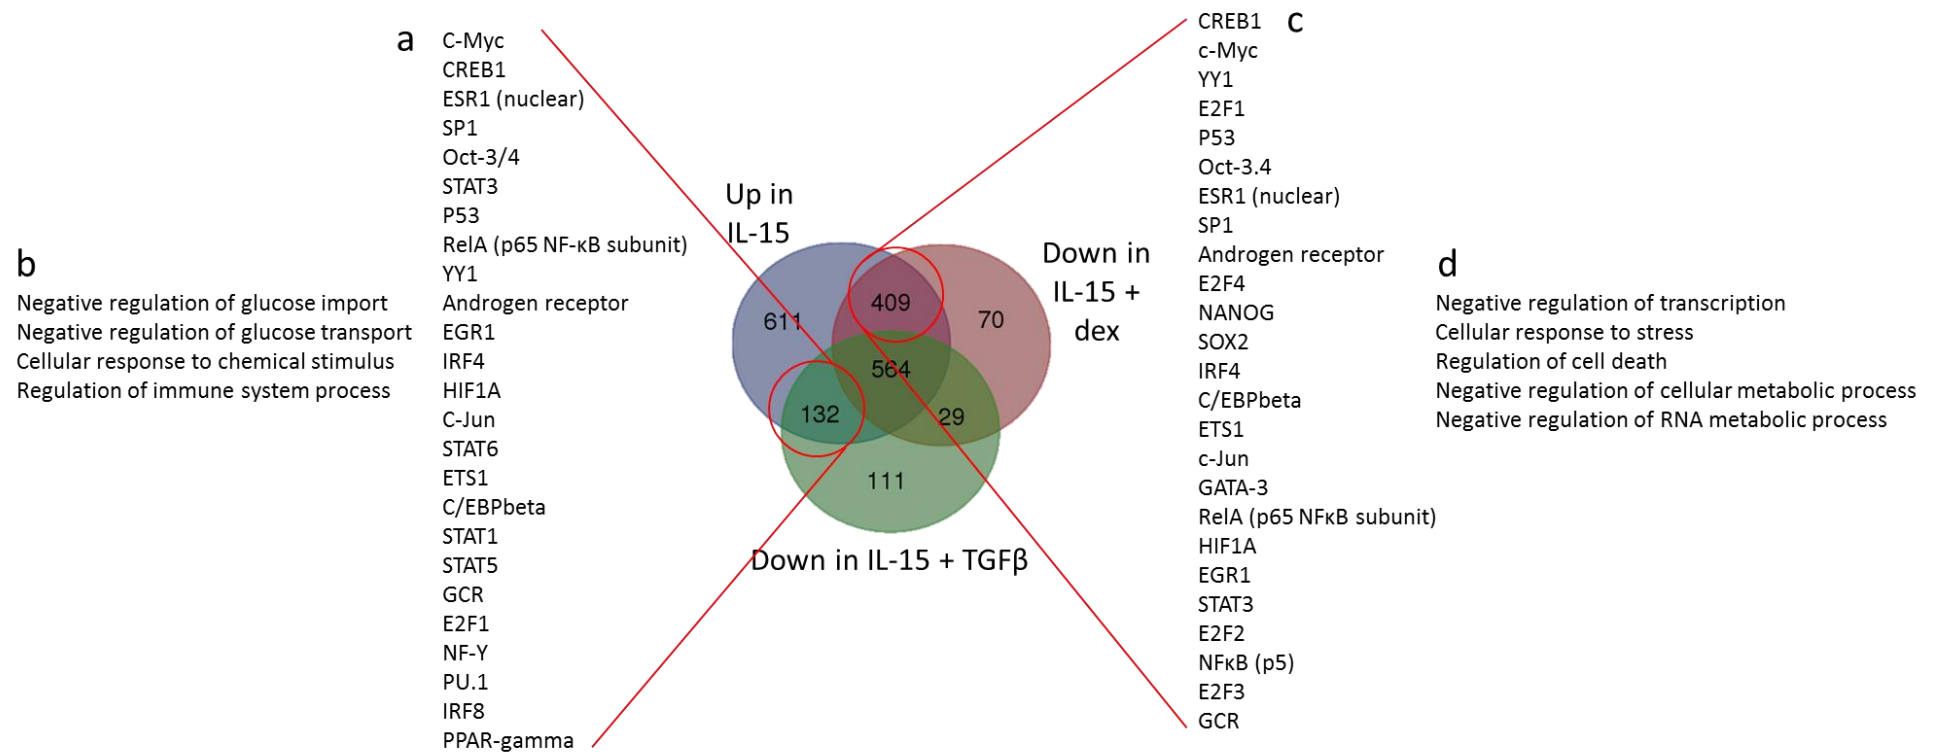 a
C-Myc
CREB1
ESR1 (nuclear)
SP1
Oct-3/4
STAT3
P53
RelA (p65 NF-κB subunit)
YY1
Androgen receptor
EGR1
IRF4
HIF1A
C-Jun
STAT6
ETS1
C/EBPbeta
STAT1
STAT5
GCR
E2F1
NF-Y
PU.1
IRF8
PPAR-gamma
b
Negative regulation of glucose import
Negative regulation of glucose transport
Cellular response to chemical stimulus
Regulation of immune system process
Up in
IL-15
Down in
IL-15 +
dex
611
409
70
564
132
29
111
Down in IL-15 + TGFβ
c
CREB1
c-Myc
YY1
E2F1
P53
Oct-3.4
ESR1 (nuclear)
SP1
Androgen receptor
E2F4
NANOG
SOX2
IRF4
C/EBPbeta
ETS1
c-Jun
GATA-3
RelA (p65 NFκB subunit)
HIF1A
EGR1
STAT3
E2F2
NFκB (p5)
E2F3
GCR
d
Negative regulation of transcription
Cellular response to stress
Regulation of cell death
Negative regulation of cellular metabolic process
Negative regulation of RNA metabolic process